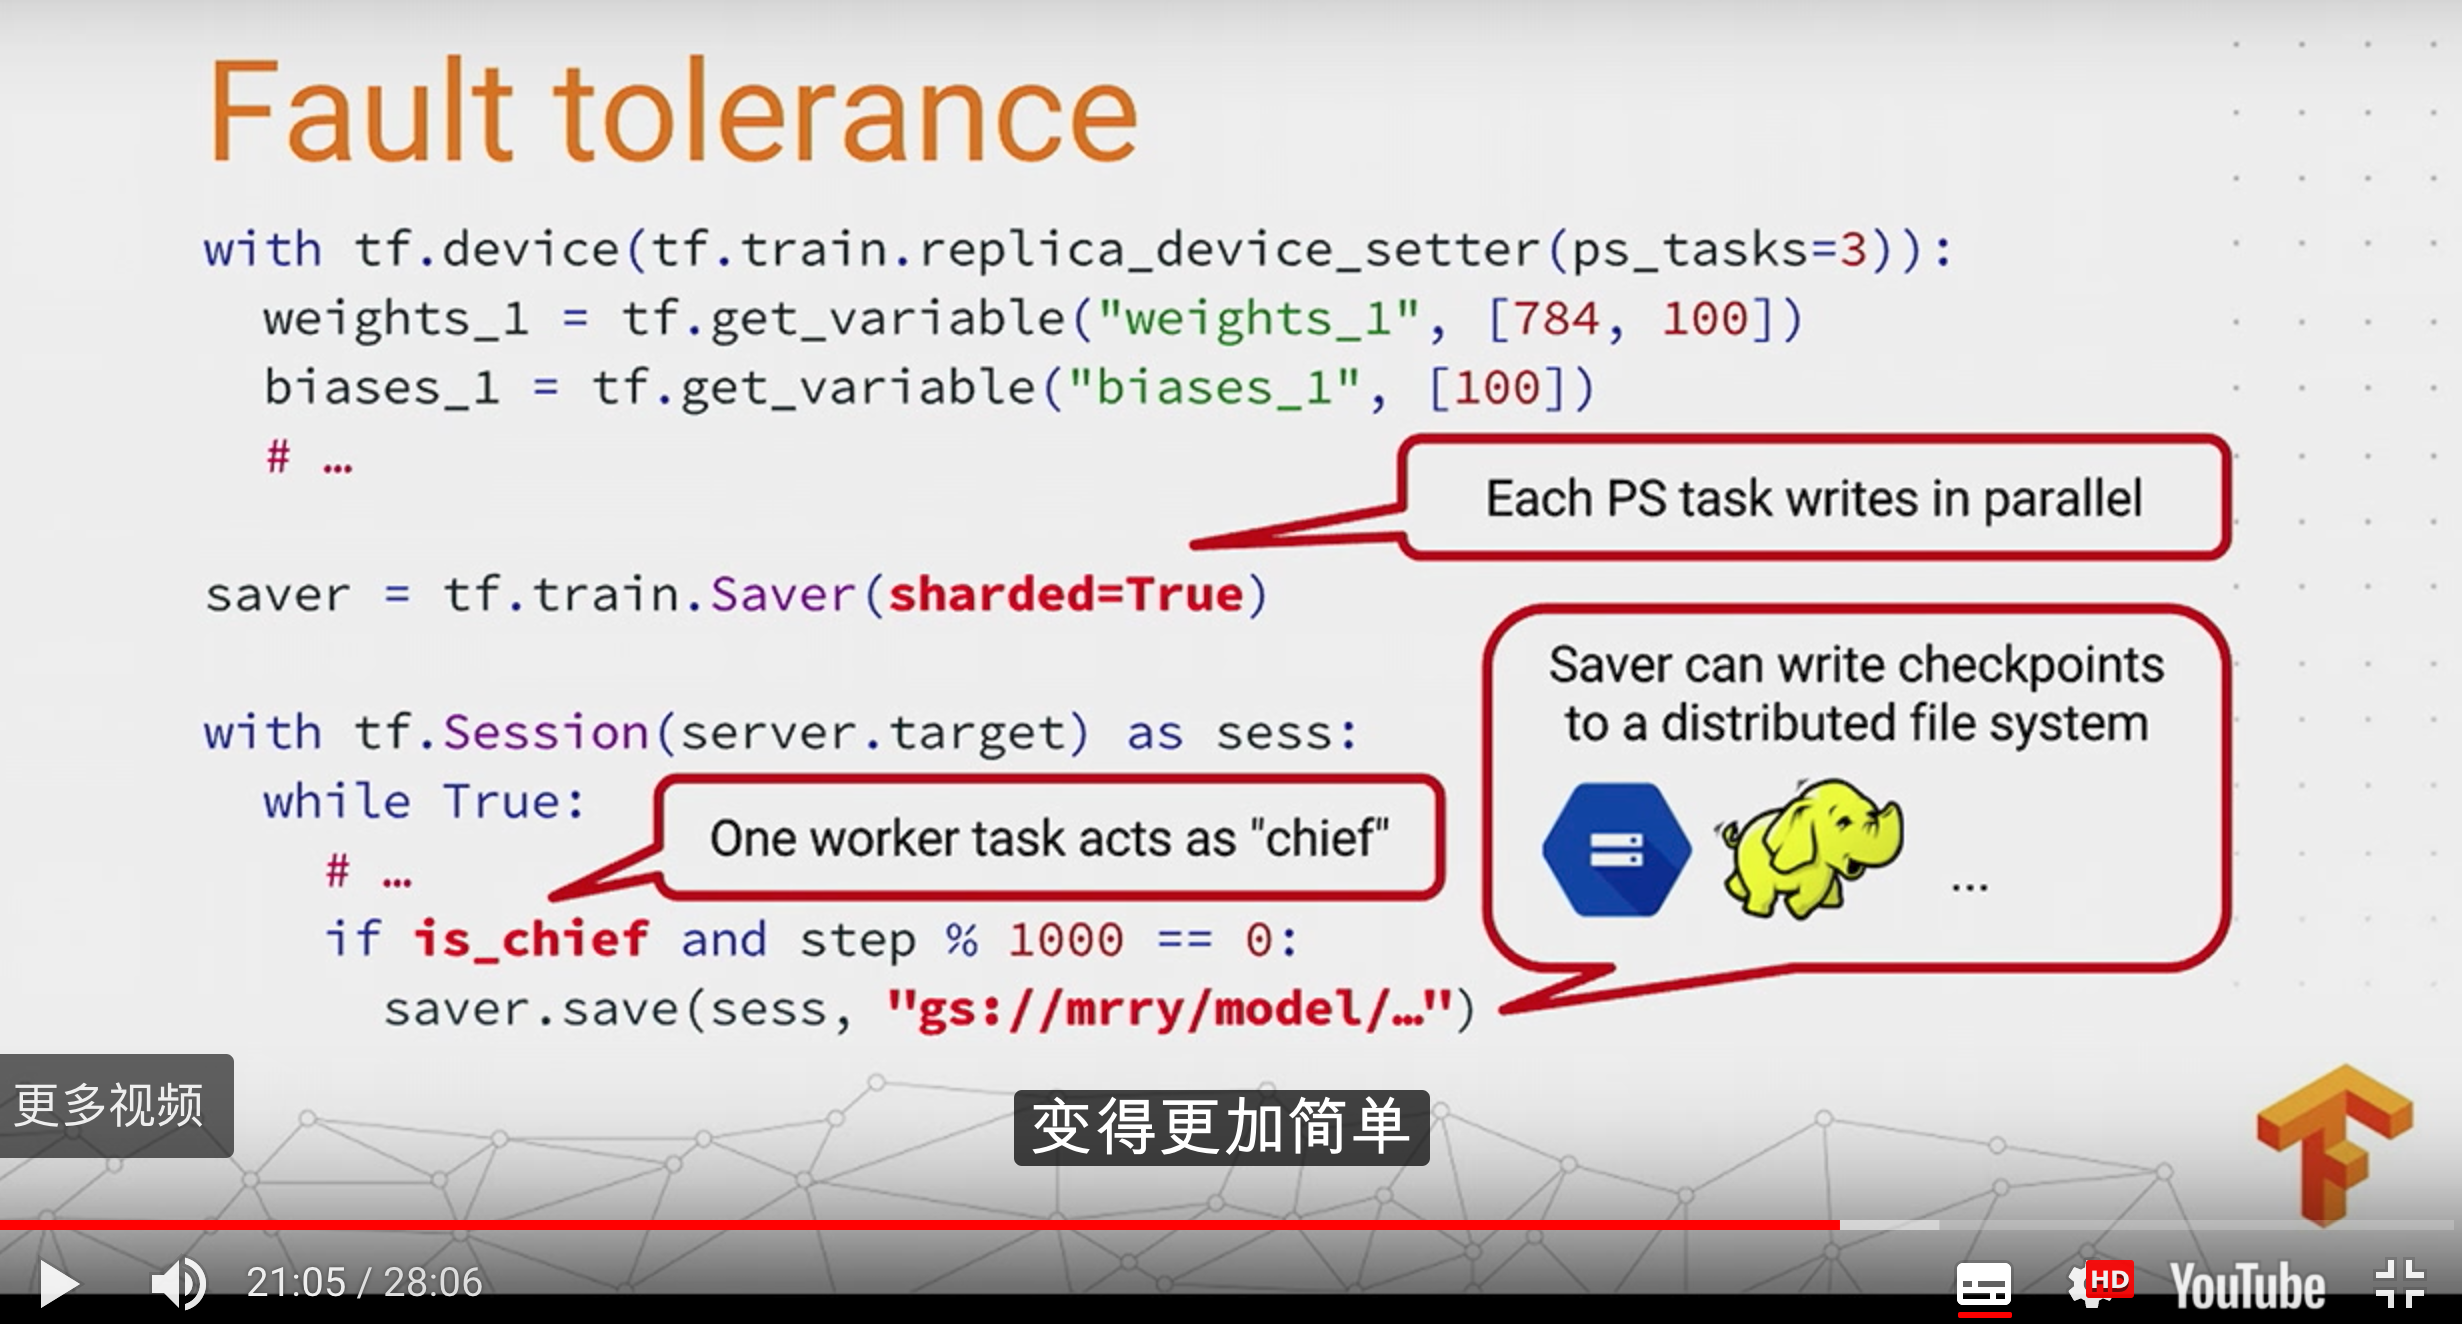 Fault tolerance
with tf.device(tf.train.replica_device_setter(ps_tasks=3)):
  weights_1 = tf.get_variable("weights_1", [784, 100])
  biases_1 = tf.get_variable("biases_1", [100])
  # …
Each PS task writes in parallel
saver = tf.train.Saver(sharded=True)
Saver can write checkpoints
to a distributed file system
...
with tf.Session(server.target) as sess:
  while True:
One worker task acts as "chief"
    # …
    if is_chief and step % 1000 == 0:
      saver.save(sess, "gs://mrry/model/…")
更多视频
变得更加简单
21:05 / 28:06
HD
YouTube